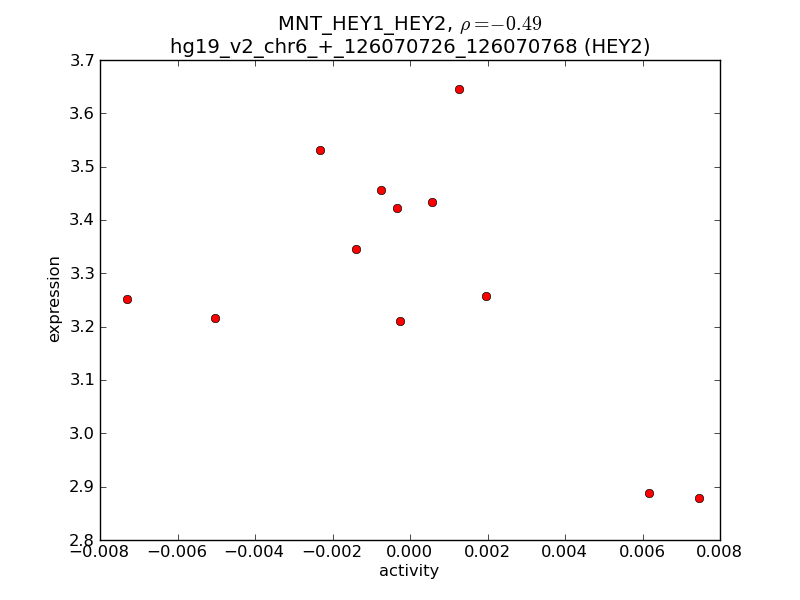 MNT_HEY1_HEY2, ρ=−0.49
hg19_v2_chr6_+_126070726_126070768 (HEY2)
3.7
3.6
3.5
3.4
3.3
3.2
3.1
3.0
2.9
2.8
expression
−0.008 −0.006 −0.004 −0.002 0.000 0.002 0.004 0.006 0.008
activity